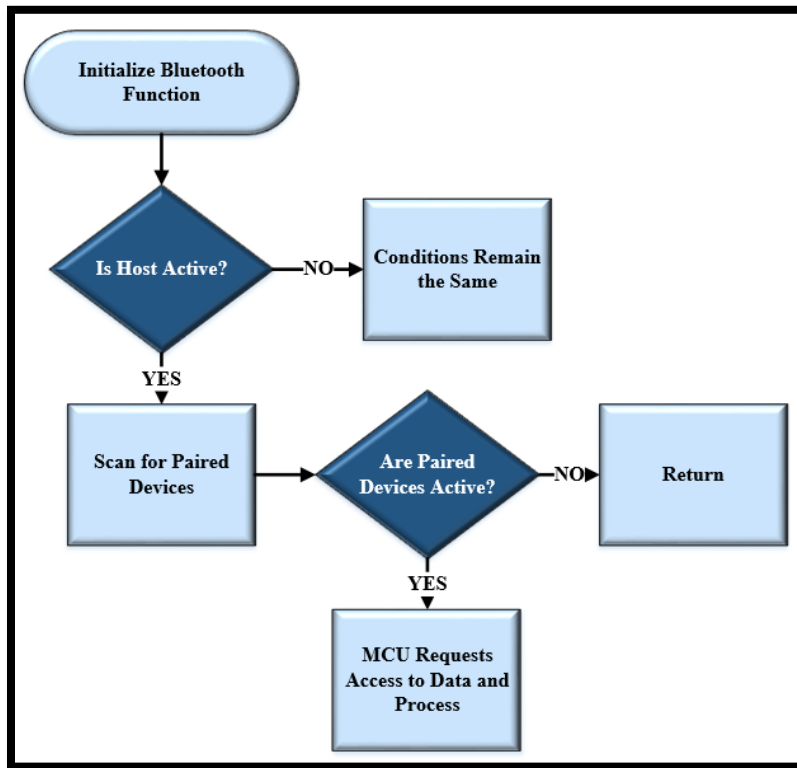 Initialize Bluetooth
Function
Is Host Active?
NO
Conditions Remain
the Same
YES
Scan for Paired
Devices
Are Paired
Devices Active?
NO
Return
YES
MCU Requests
Access to Data and
Process